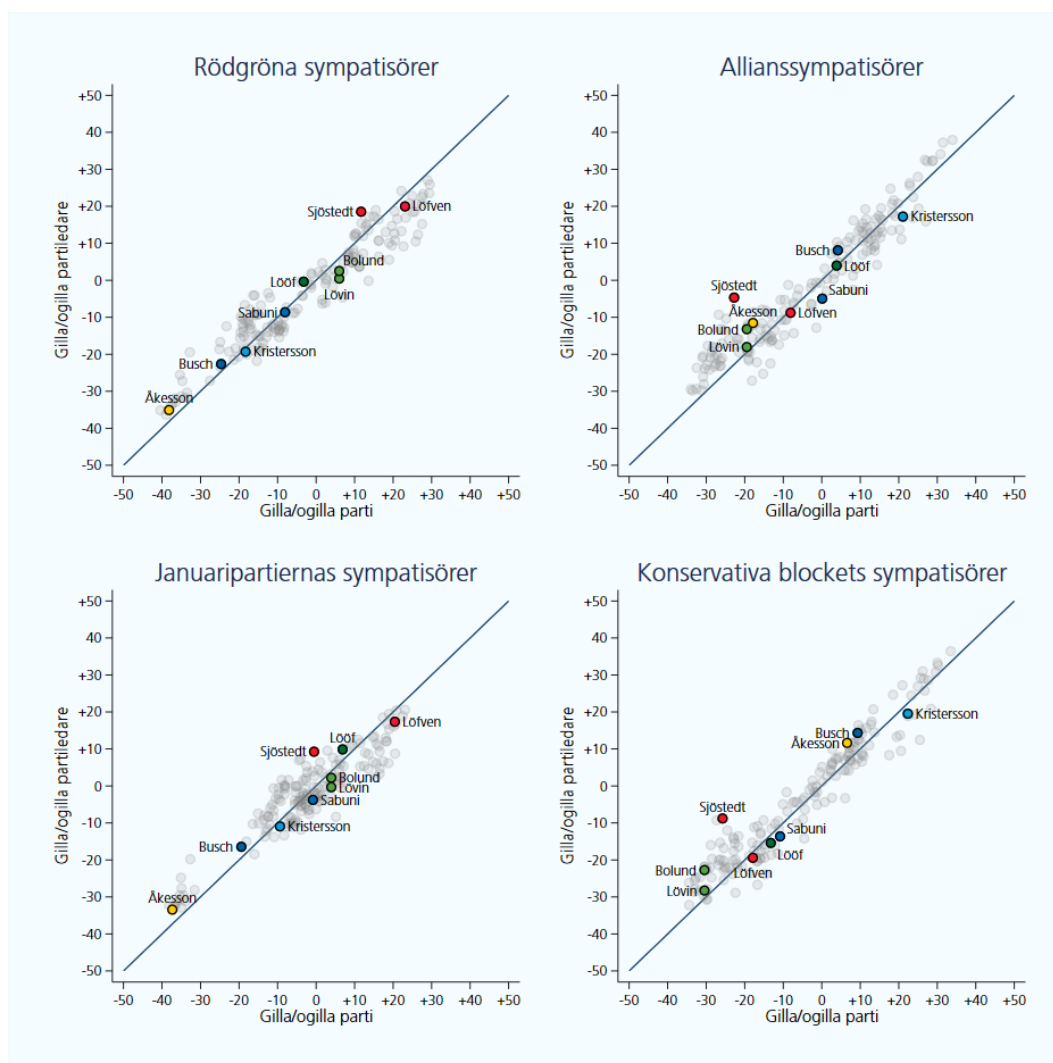 Rödgröna sympatisörer
Gilla/ogilla partiledare
+50
40
+30
+20
+10
0
-10
-20
-30
-40
-50
Sjöstedt
Löfven
Bolund
Lööf
Lövin
Sabuni
Kristersson
Busch
Åkesson
-50 -40 -30 -20 -10 0 +10 +20 +30 +40 +50
Gilla/ogilla parti
Allianssympatisörer
Gilla/ogilla partiledare
+50
40
+30
+20
+10
0
-10
-20
-30
-40
-50
Kristersson
Busch
Lööf
Sjöstedt
Sabuni
Åkesson
Löfven
Bolund
Lövin
-50 -40 -30 -20 -10 0 +10 +20 +30 +40 +50
Gilla/ogilla parti
Januaripartiernas sympatisörer
Gilla/ogilla partiledare
+50
40
+30
+20
+10
0
-10
-20
-30
-40
-50
Löfven
Lööf
Sjöstedt
Bolund
Lövin
Sabuni
Kristersson
Busch
Åkesson
-50 -40 -30 -20 -10 0 +10 +20 +30 +40 +50
Gilla/ogilla parti
Konservativa blockets sympatisörer
Gilla/ogilla partiledare
+50
40
+30
+20
+10
0
-10
-20
-30
-40
-50
Kristersson
Busch
Åkesson
Sjöstedt
Sabuni
Lööf
Löfven
Bolund
Lövin
-50 -40 -30 -20 -10 0 +10 +20 +30 +40 +50
Gilla/ogilla parti